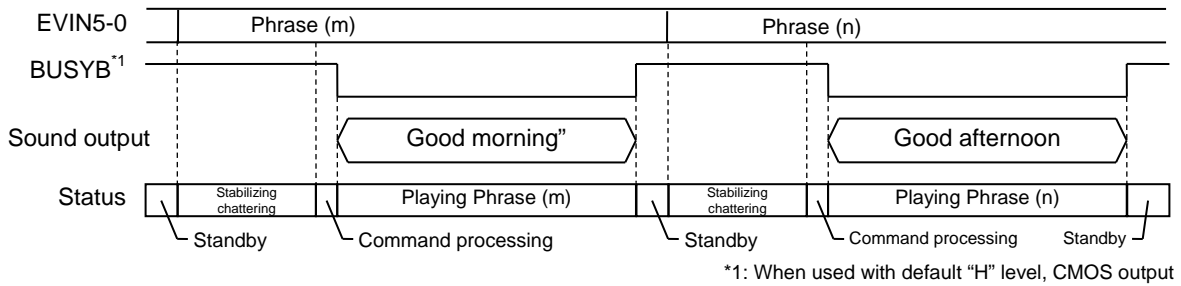 EVIN5-0 Phrase (m) Phrase (n)
BUSYB*1
Sound output Good morning” Good afternoon
Status Stabilizing chattering Playing Phrase (m) Stabilizing chattering Playing Phrase (n)
Standby Command processing Standby Command processing Standby
*1: When used with default “H” level, CMOS output